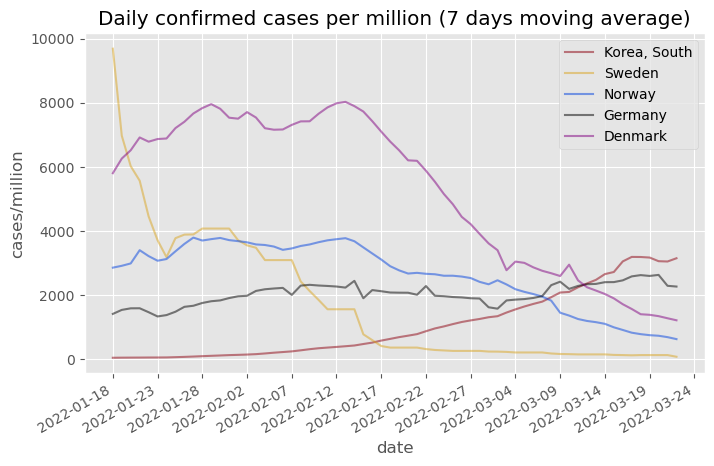 Daily confirmed cases per million (7 days moving average)
10000
8000
6000
4000
2000
0
cases/million
Korea, South
Sweden
Norway
Germany
Denmark
2022-01-18
2022-01-23
2022-01-28
2022-02-02
2022-02-07
2022-02-12
2022-02-17
2022-02-22
2022-02-27
2022-03-04
2022-03-09
2022-03-14
2022-03-19
2022-03-24
date